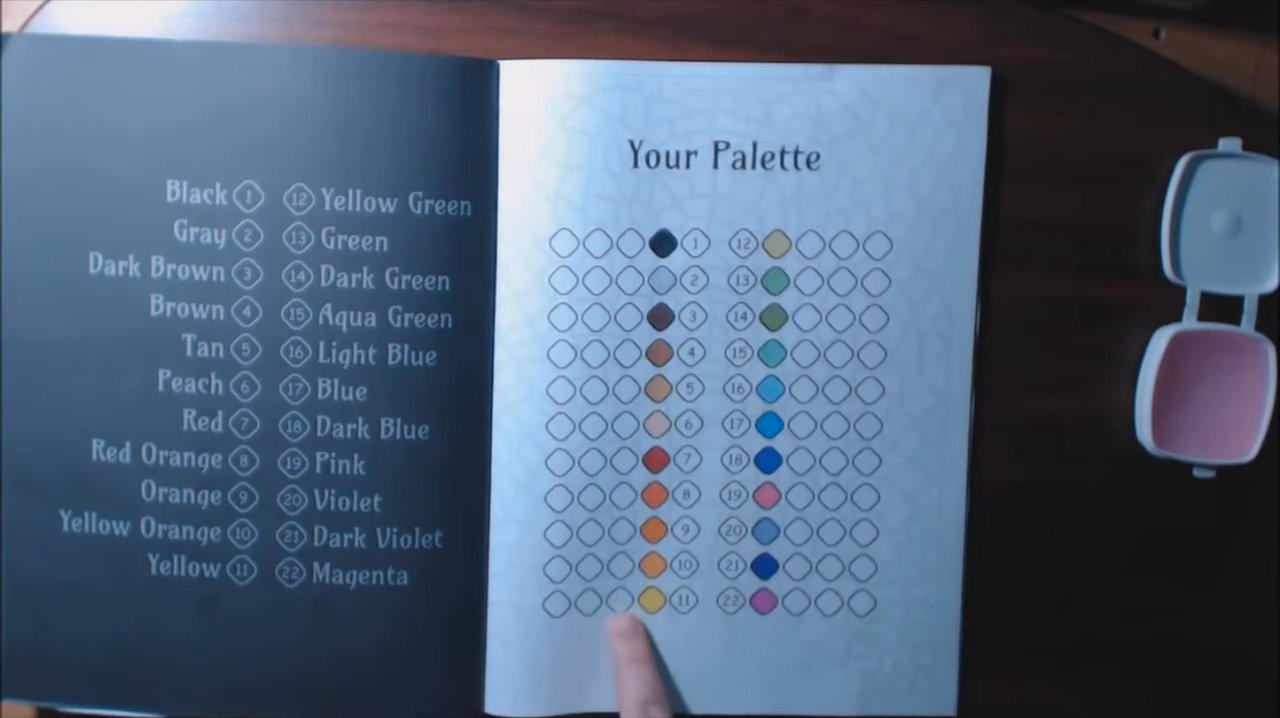 Black 1 12 Yellow Green
Gray 2 13 Green
Dark Brown 3 14 Dark Green
Brown 4 15 Aqua Green
Tan 5 16 Light Blue
Peach 6 17 Blue
Red 7 18 Dark Blue
Red Orange 8 19 Pink
Orange 9 20 Violet
Yellow Orange 10 21 Dark Violet
Yellow 11 22 Magenta
Your Palette
1 12
2 13
3 14
4 15
5 16
6 17
7 18
8 19
9 20
10 21
11 22